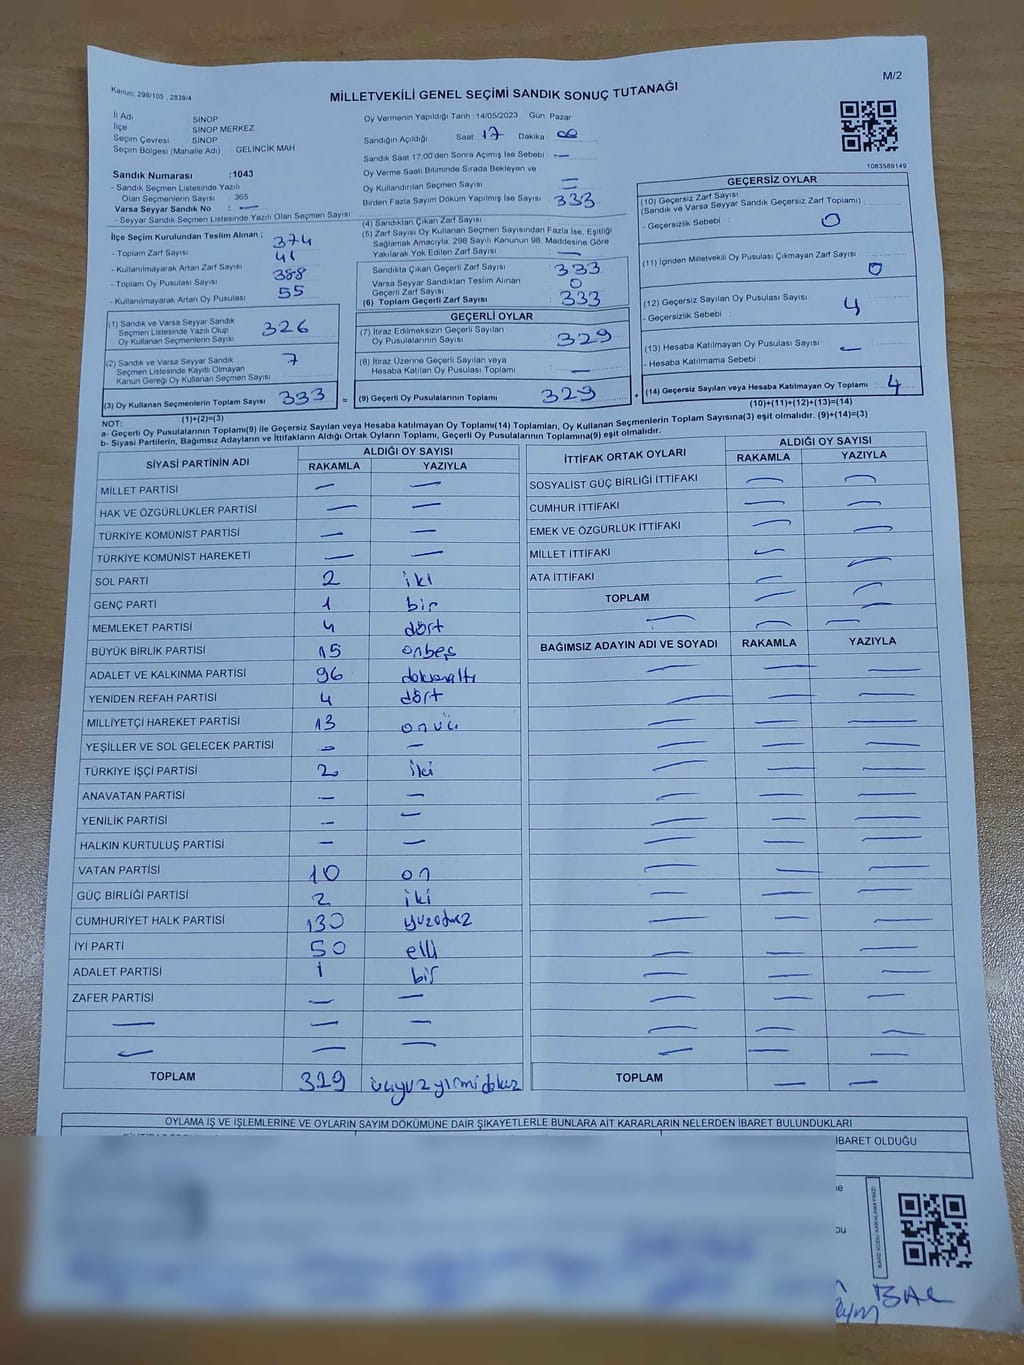 Kanun: 298/105 , 2839/4
M/2
MİLLETVEKİLİ GENEL SEÇİMİ SANDIK SONUÇ TUTANAĞI
İl Adı : SİNOP
İlçe : SİNOP MERKEZ
Seçim Çevresi : SİNOP
Seçim Bölgesi (Mahalle Adı) : GELİNCİK MAH
Sandık Numarası :1043
- Sandık Seçmen Listesinde Yazılı
Olan Seçmenlerin Sayısı : 365
Varsa Seyyar Sandık No : —
- Seyyar Sandık Seçmen Listesinde Yazılı Olan Seçmen Sayısı:
Oy Vermenin Yapıldığı Tarih : 14/05/2023 Gün: Pazar
Sandığın Açıldığı Saat : 17 Dakika : 00
Sandık Saat 17:00'den Sonra Açımış İse Sebebi : —
Oy Verme Saati Bitiminde Sırada Bekleyen ve
Oy Kullandırılan Seçmen Sayısı : —
Birden Fazla Sayım Döküm Yapılmış İse Sayısı : 333
1083589149
İlçe Seçim Kurulundan Teslim Alınan ;
- Toplam Zarf Sayısı : 374
- Kullanılmayarak Artan Zarf Sayısı : 41
- Toplam Oy Pusulası Sayısı : 388
- Kullanılmayarak Artan Oy Pusulası : 55
(1) Sandık ve Varsa Seyyar Sandık
Seçmen Listesinde Yazılı Olup
Oy Kullanan Seçmenlerin Sayısı : 326
(2) Sandık ve Varsa Seyyar Sandık
Seçmen Listesinde Kayıtlı Olmayan
Kanun Gereği Oy Kullanan Seçmen Sayısı : 7
(3) Oy Kullanan Seçmenlerin Toplam Sayısı : 333
(1)+(2)=(3)
(4) Sandıktan Çıkan Zarf Sayısı
(5) Zarf Sayısı Oy Kullanan Seçmen Sayısından Fazla İse, Eşitliği
Sağlamak Amacıyla, 298 Sayılı Kanunun 98. Maddesine Göre
Yakılarak Yok Edilen Zarf Sayısı : —
Sandıkta Çıkan Geçerli Zarf Sayısı : 333
Varsa Seyyar Sandıktan Teslim Alınan
Geçerli Zarf Sayısı : 0
(6) Toplam Geçerli Zarf Sayısı : 333
GEÇERLİ OYLAR
(7) İtiraz Edilmeksizin Geçerli Sayılan
Oy Pusulalarının Sayısı : 329
(8) İtiraz Üzerine Geçerli Sayılan veya
Hesaba Katılan Oy Pusulası Toplamı : —
= (9) Geçerli Oy Pusulalarının Toplamı : 329
GEÇERSİZ OYLAR
(10) Geçersiz Zarf Sayısı
(Sandık ve Varsa Seyyar Sandık Geçersiz Zarf Toplamı) :
- Geçersizlik Sebebi : 0
(11) İçinden Milletvekili Oy Pusulası Çıkmayan Zarf Sayısı : 0
(12) Geçersiz Sayılan Oy Pusulası Sayısı : 4
- Geçersizlik Sebebi :
(13) Hesaba Katılmayan Oy Pusulası Sayısı : —
- Hesaba Katılmama Sebebi :
+ (14) Geçersiz Sayılan veya Hesaba Katılmayan Oy Toplamı : 4
(10)+(11)+(12)+(13)=(14)
NOT:
a- Geçerli Oy Pusulalarının Toplamı(9) ile Geçersiz Sayılan veya Hesaba katılmayan Oy Toplamı(14) Toplamları, Oy Kullanan Seçmenlerin Toplam Sayısına(3) eşit olmalıdır. (9)+(14)=(3)
b- Siyasi Partilerin, Bağımsız Adayların ve İttifakların Aldığı Ortak Oyların Toplamı, Geçerli Oy Pusulalarının Toplamına(9) eşit olmalıdır.
SİYASİ PARTİNİN ADI ALDIĞI OY SAYISI
RAKAMLA YAZIYLA
MİLLET PARTİSİ — —
HAK VE ÖZGÜRLÜKLER PARTİSİ — —
TÜRKİYE KOMÜNİST PARTİSİ — —
TÜRKİYE KOMÜNİST HAREKETİ — —
SOL PARTİ 2 iki
GENÇ PARTİ 1 bir
MEMLEKET PARTİSİ 4 dört
BÜYÜK BİRLİK PARTİSİ 15 onbeş
ADALET VE KALKINMA PARTİSİ 96 doksanaltı
YENİDEN REFAH PARTİSİ 4 dört
MİLLİYETÇİ HAREKET PARTİSİ 13 onüç
YEŞİLLER VE SOL GELECEK PARTİSİ — —
TÜRKİYE İŞÇİ PARTİSİ 2 iki
ANAVATAN PARTİSİ — —
YENİLİK PARTİSİ — —
HALKIN KURTULUŞ PARTİSİ — —
VATAN PARTİSİ 10 on
GÜÇ BİRLİĞİ PARTİSİ 2 iki
CUMHURİYET HALK PARTİSİ 130 yüzotuz
İYİ PARTİ 50 elli
ADALET PARTİSİ 1 bir
ZAFER PARTİSİ — —
— — —
— — —
TOPLAM 329 üçyüzyirmidokuz
İTTİFAK ORTAK OYLARI ALDIĞI OY SAYISI
RAKAMLA YAZIYLA
SOSYALİST GÜÇ BİRLİĞİ İTTİFAKI — —
CUMHUR İTTİFAKI — —
EMEK VE ÖZGÜRLÜK İTTİFAKI — —
MİLLET İTTİFAKI — —
ATA İTTİFAKI — —
TOPLAM — —
BAĞIMSIZ ADAYIN ADI VE SOYADI RAKAMLA YAZIYLA
TOPLAM — —
OYLAMA İŞ VE İŞLEMLERİNE VE OYLARIN SAYIM DÖKÜMÜNE DAİR ŞİKAYETLERLE BUNLARA AİT KARARLARIN NELERDEN İBARET BULUNDUKLARI
İBARET OLDUĞU
BAL